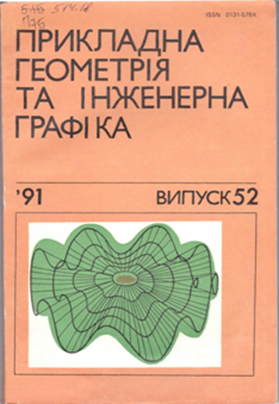 ISSN 0131-579X
ПРИКЛАДНА
ГЕОМЕТРІЯ
ТА ІНЖЕНЕРНА
ГРАФІКА
'91
ВИПУСК 52